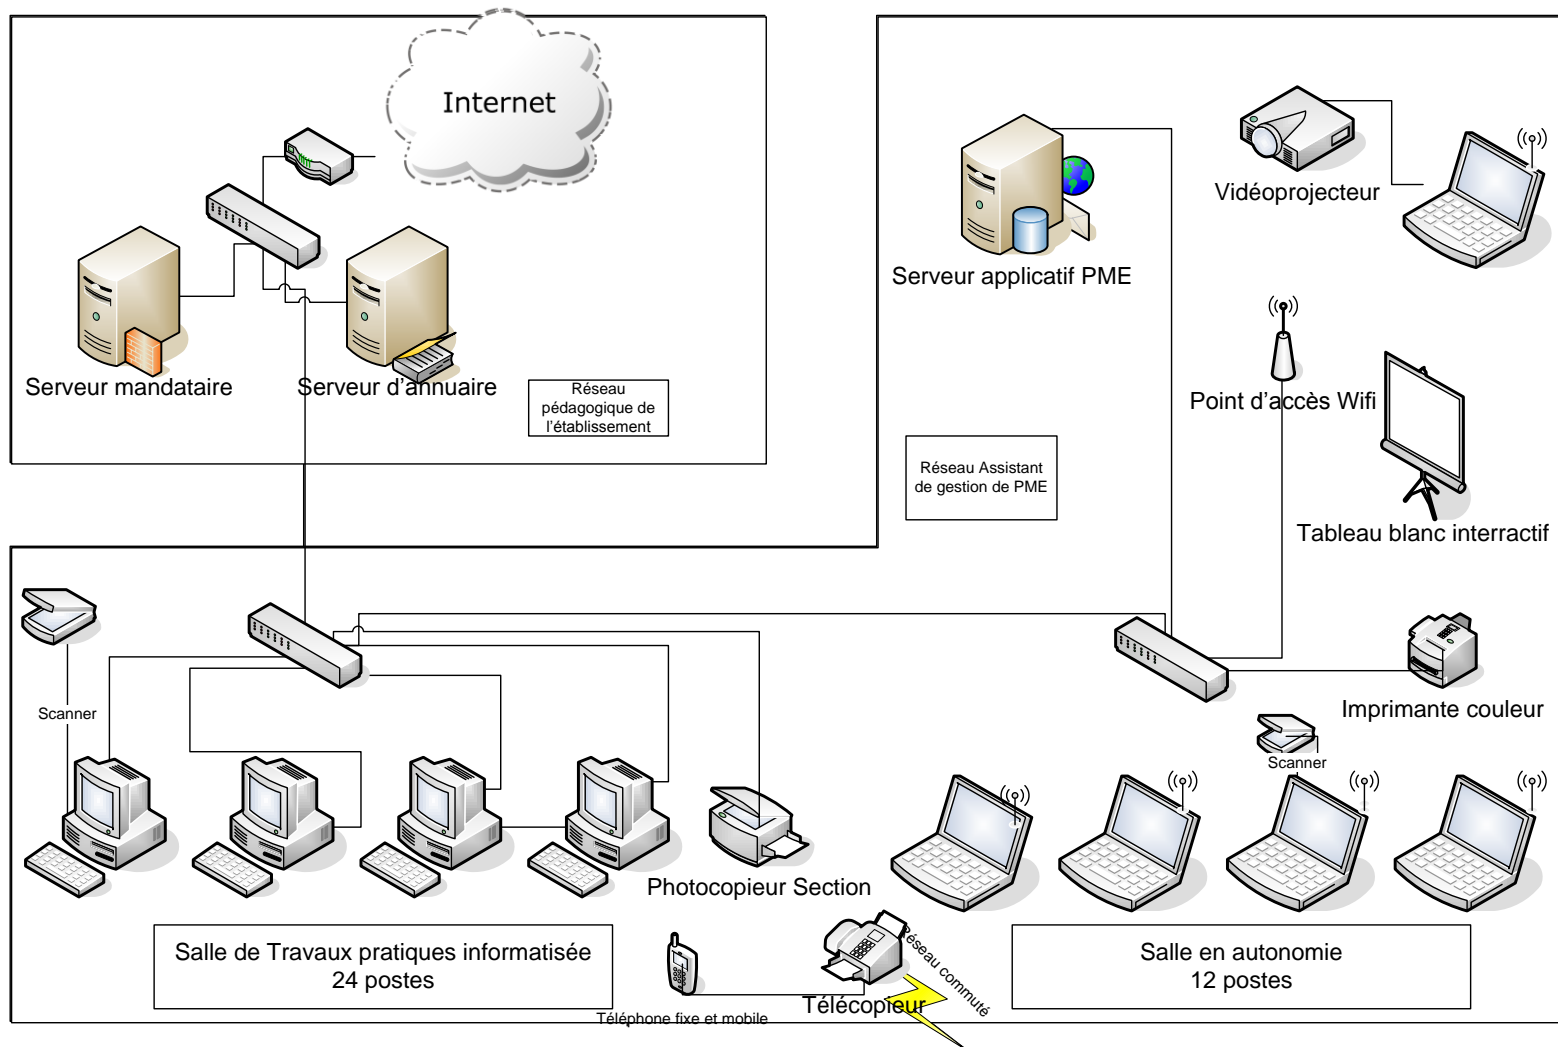 Internet
Serveur mandataire
Serveur d'annuaire
Réseau
pédagogique de
l'établissement
Serveur applicatif PME
Vidéoprojecteur
Point d'accès Wifi
Réseau Assistant
de gestion de PME
Tableau blanc interractif
Scanner
Imprimante couleur
Scanner
Photocopieur Section
Salle de Travaux pratiques informatisée
24 postes
Téléphone fixe et mobile
Télécopieur
Réseau commuté
Salle en autonomie
12 postes